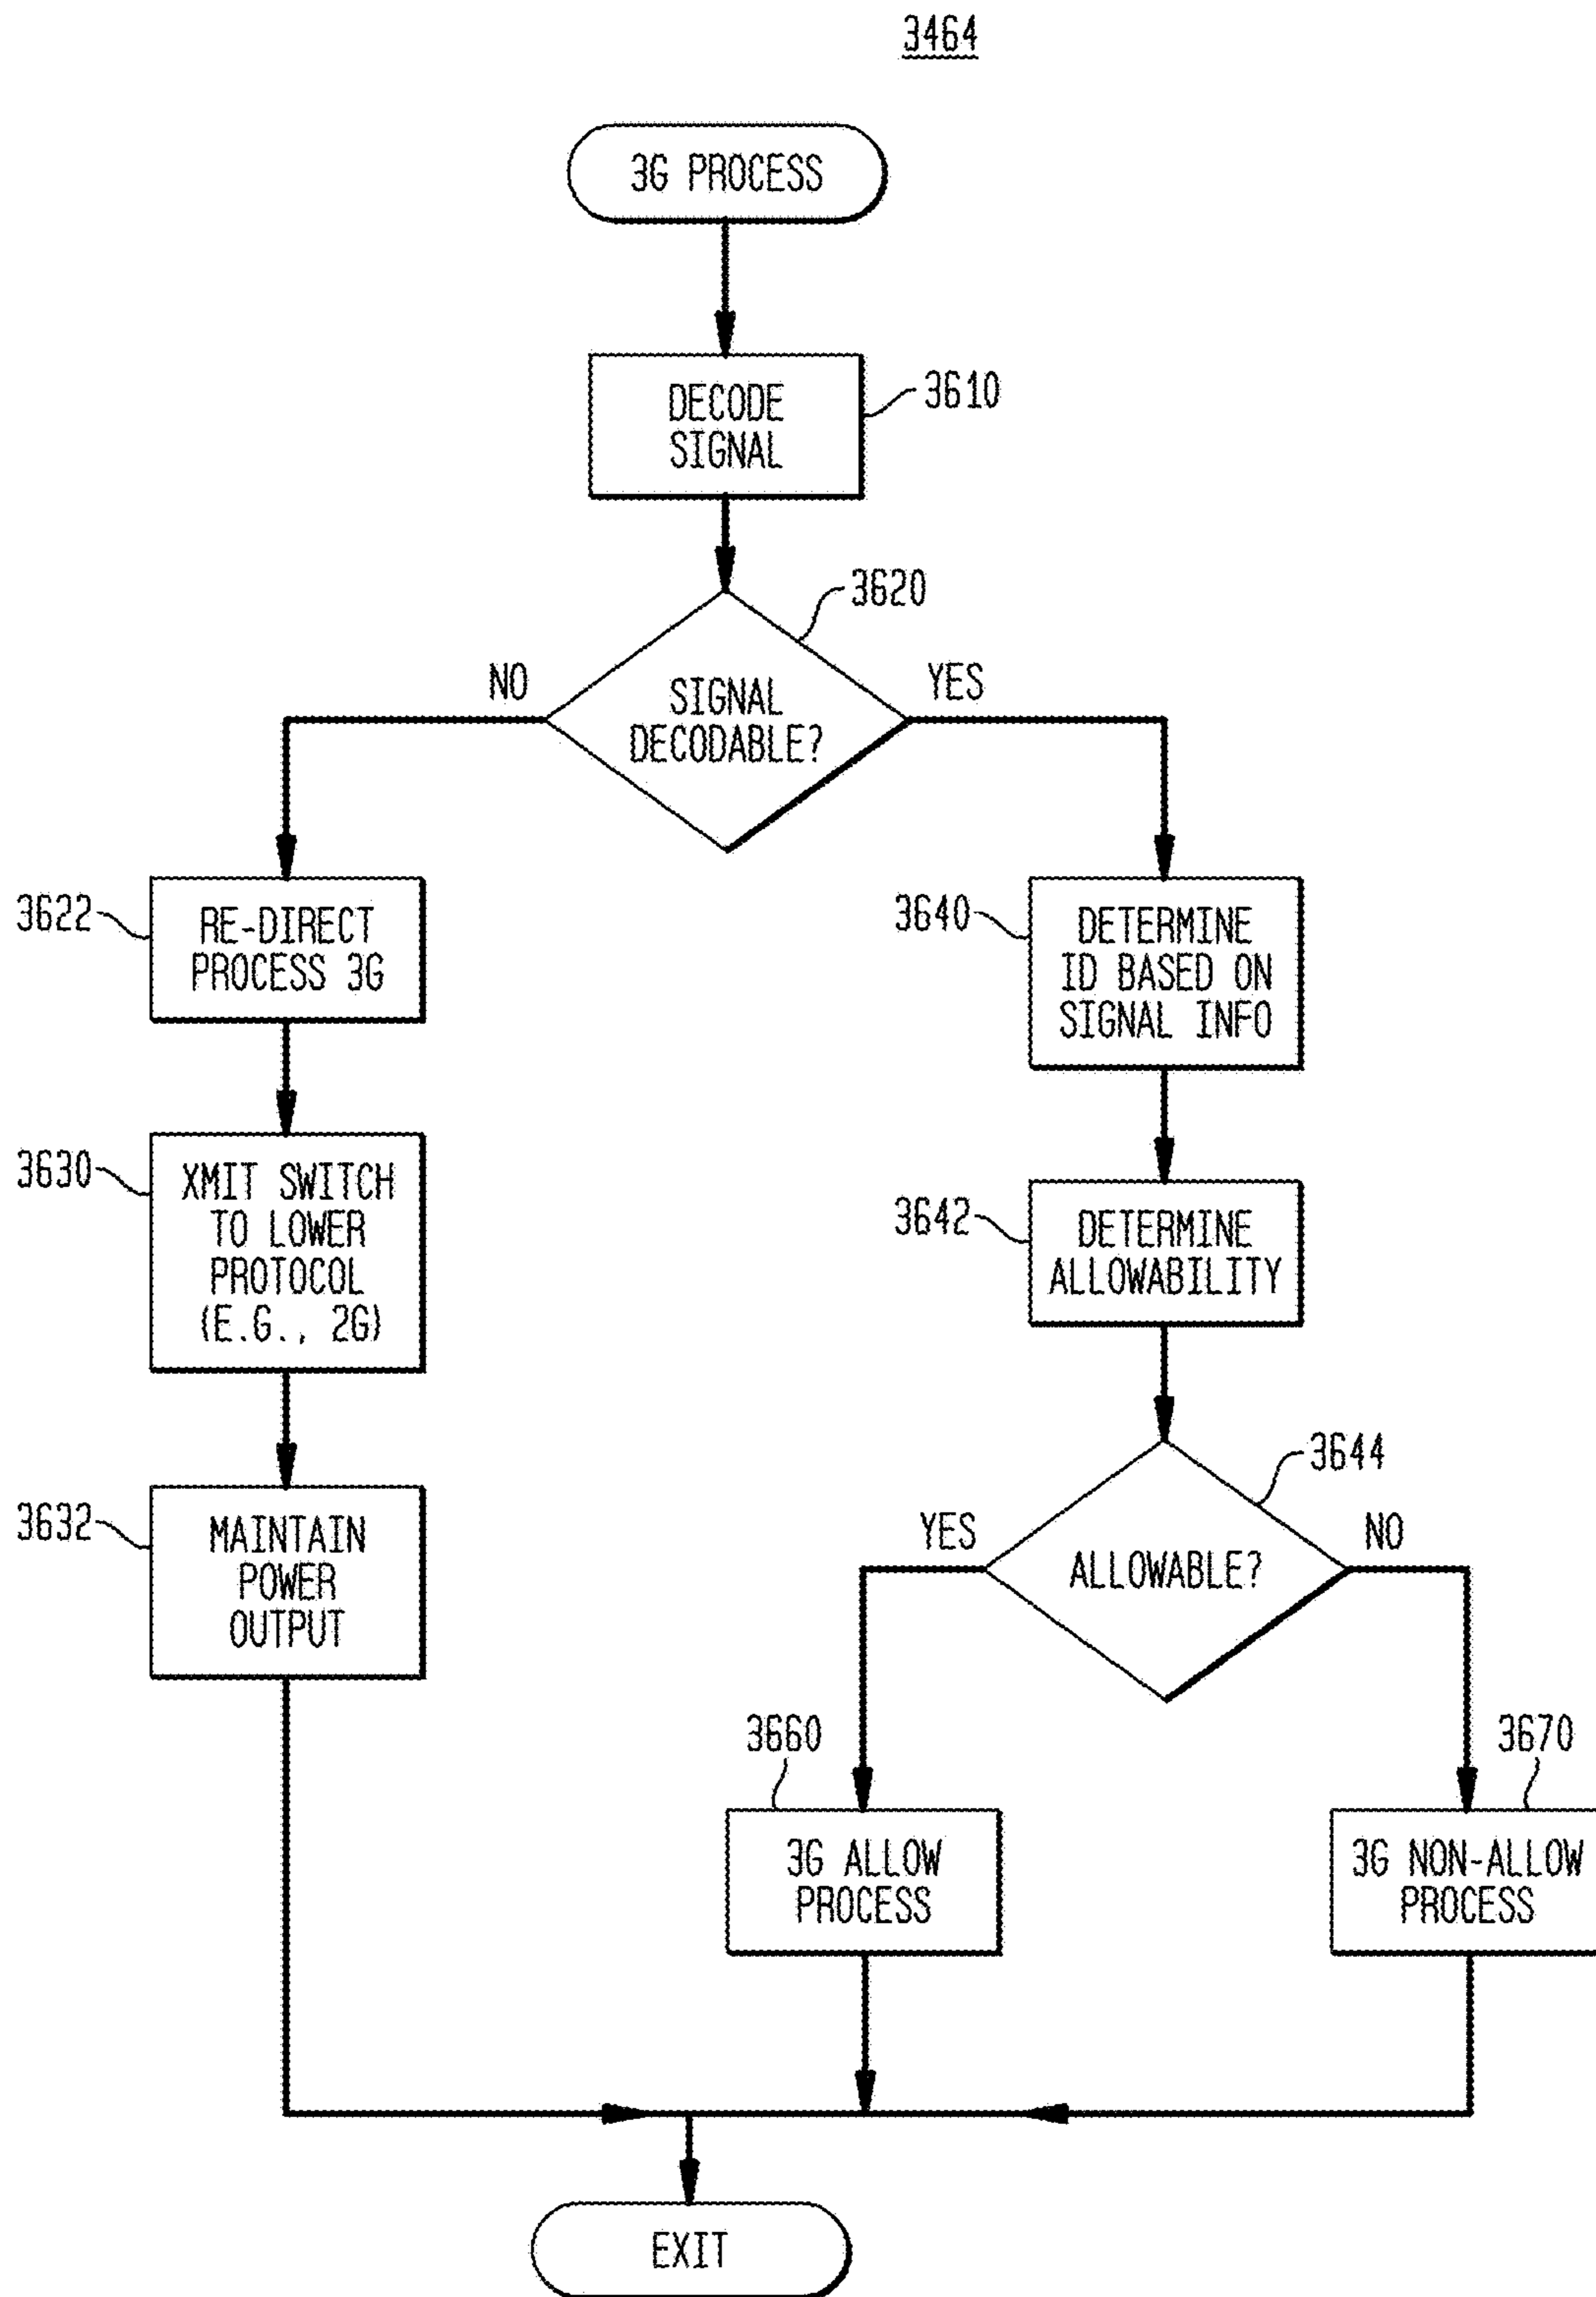 3464
3G PROCESS
DECODE
SIGNAL
3610
3620
NO
YES
SIGNAL
DECODABLE?
3622
RE-DIRECT
PROCESS 3G
3640
DETERMINE
ID BASED ON
SIGNAL INFO
3630
XMIT SWITCH
TO LOWER
PROTOCOL
(E.G., 2G)
3642
DETERMINE
ALLOWABILITY
3632
MAINTAIN
POWER
OUTPUT
3644
YES
NO
ALLOWABLE?
3660
3G ALLOW
PROCESS
3670
3G NON-ALLOW
PROCESS
EXIT